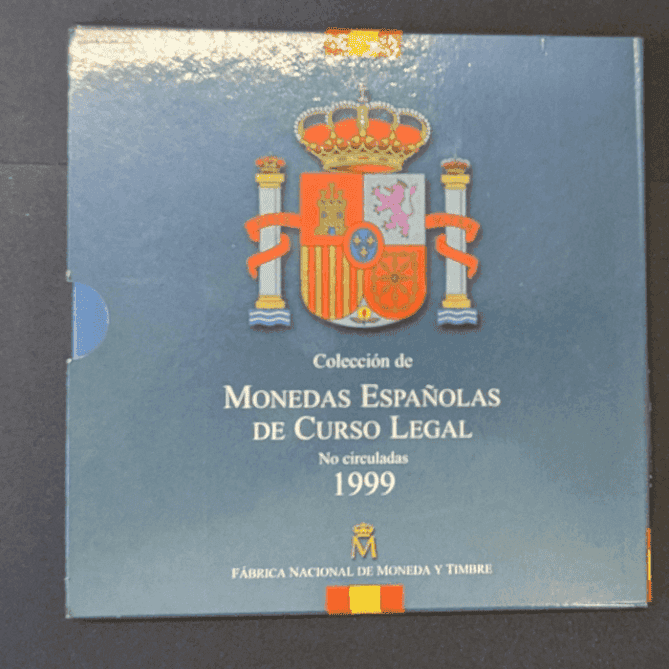 Colección de
MONEDAS ESPAÑOLAS
DE CURSO LEGAL
No circuladas
1999
M
FÁBRICA NACIONAL DE MONEDA Y TIMBRE